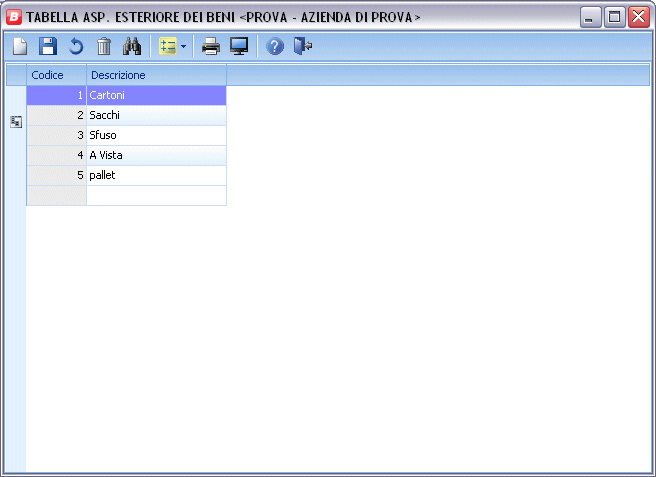 B TABELLA ASP. ESTERIORE DEI BENI <PROVA - AZIENDA DI PROVA>
Codice Descrizione
1 Cartoni
2 Sacchi
3 Sfuso
4 A Vista
5 pallet